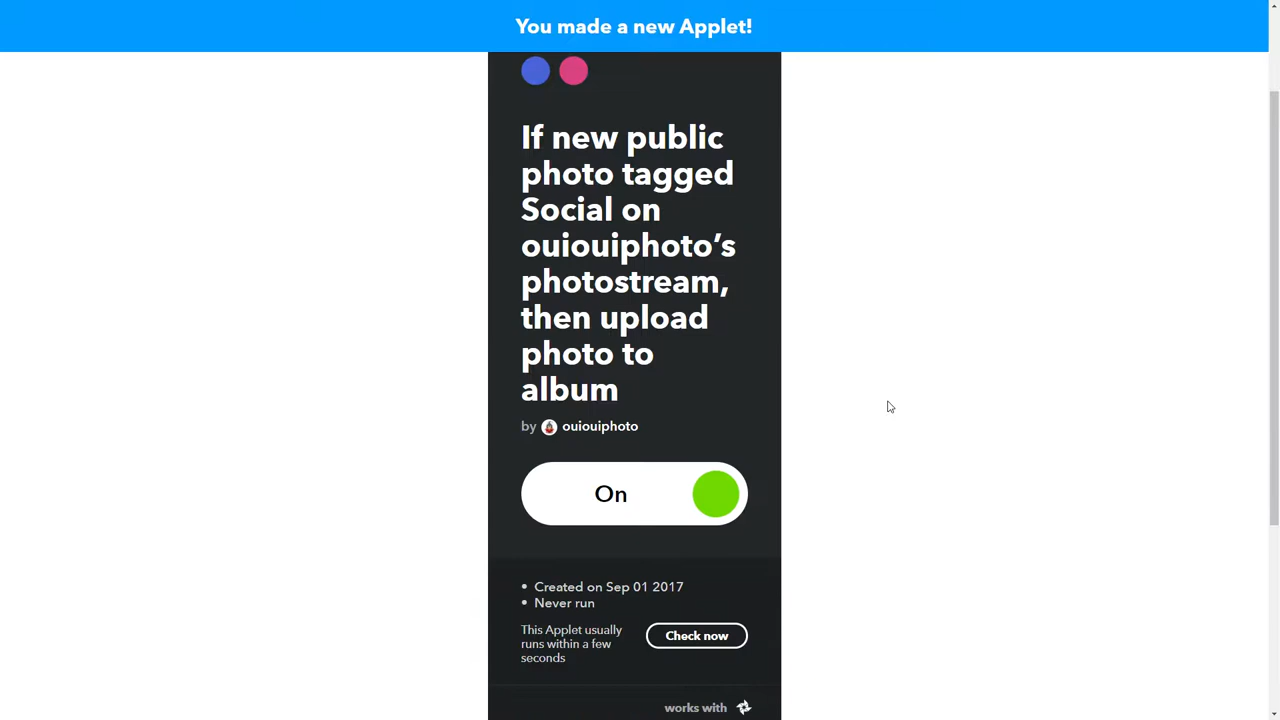 You made a new Applet!
If new public
photo tagged
Social on
ouiouiphoto’s
photostream,
then upload
photo to
album
by ouiouiphoto
On
• Created on Sep 01 2017
• Never run
This Applet usually
runs within a few
seconds
Check now
works with